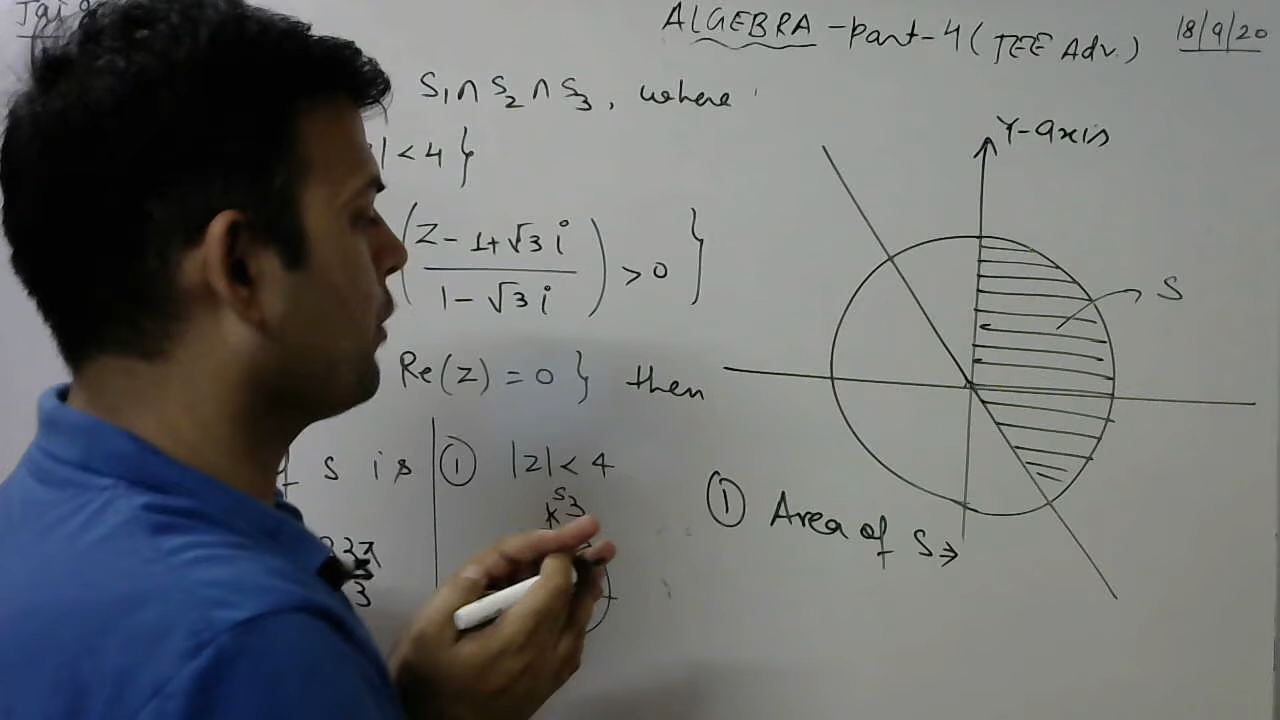 ALGEBRA - part - 4 ( JEE Adv. ) 18/9/20
S₁ ∩ S₂ ∩ S₃, where
| < 4 }
( z - 1 + √3 i / 1 - √3 i ) > 0 }
Re(z) = 0 } then
S is
① |z| < 4
S3
3
Y-axis
S
① Area of S →